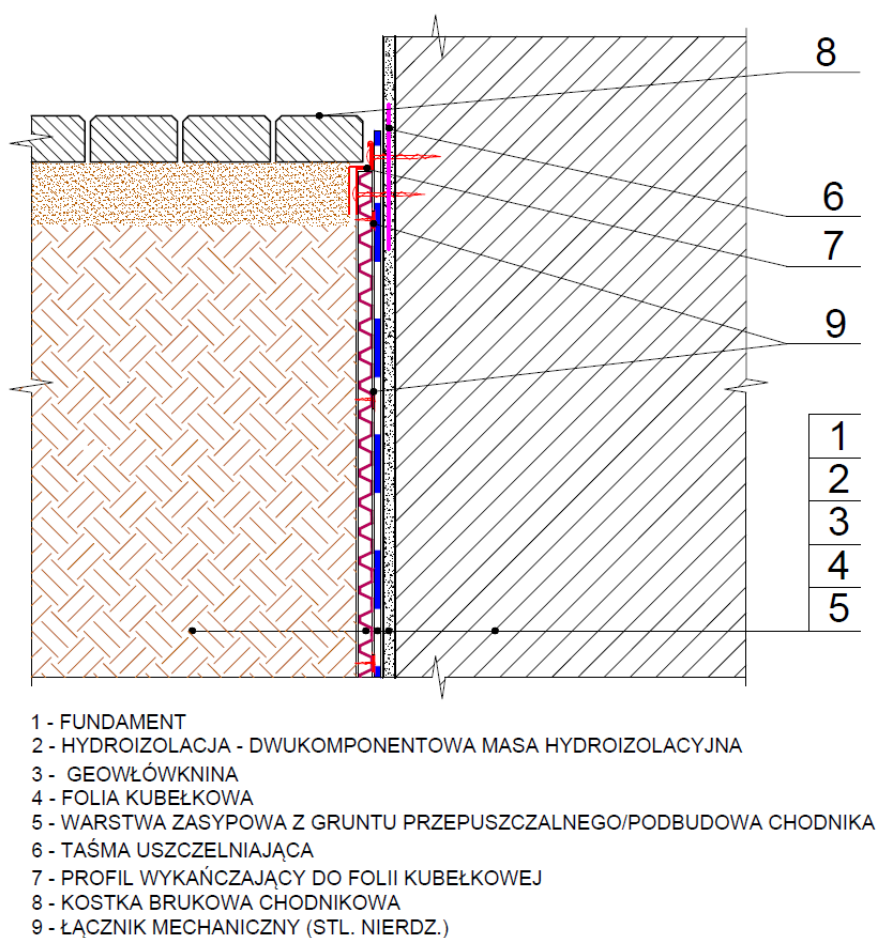 8
6
7
9
1
2
3
4
5
1 - FUNDAMENT
2 - HYDROIZOLACJA - DWUKOMPONENTOWA MASA HYDROIZOLACYJNA
3 - GEOWŁÓWKNINA
4 - FOLIA KUBEŁKOWA
5 - WARSTWA ZASYPOWA Z GRUNTU PRZEPUSZCZALNEGO/PODBUDOWA CHODNIKA
6 - TAŚMA USZCZELNIAJĄCA
7 - PROFIL WYKAŃCZAJĄCY DO FOLII KUBEŁKOWEJ
8 - KOSTKA BRUKOWA CHODNIKOWA
9 - ŁĄCZNIK MECHANICZNY (STL. NIERDZ.)